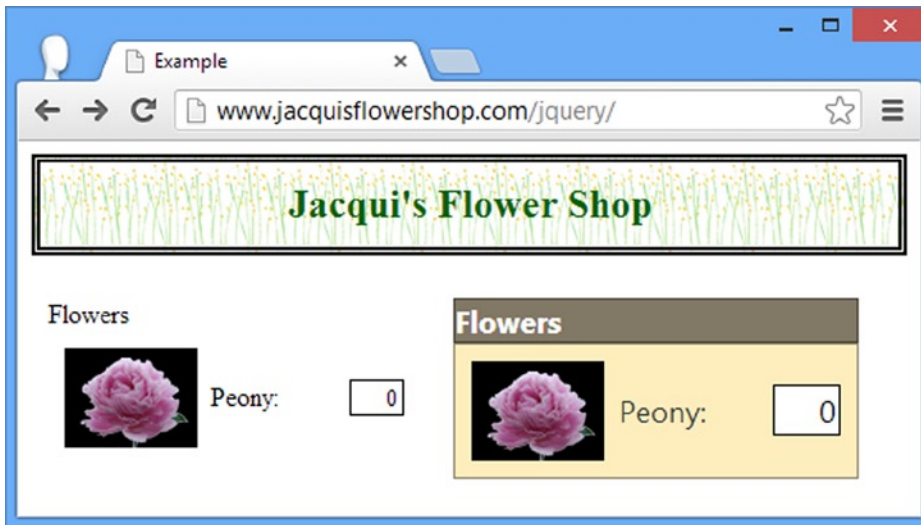 Example
www.jacquisflowershop.com/jquery/
Jacqui's Flower Shop
Flowers
Peony: 0
Flowers
Peony: 0